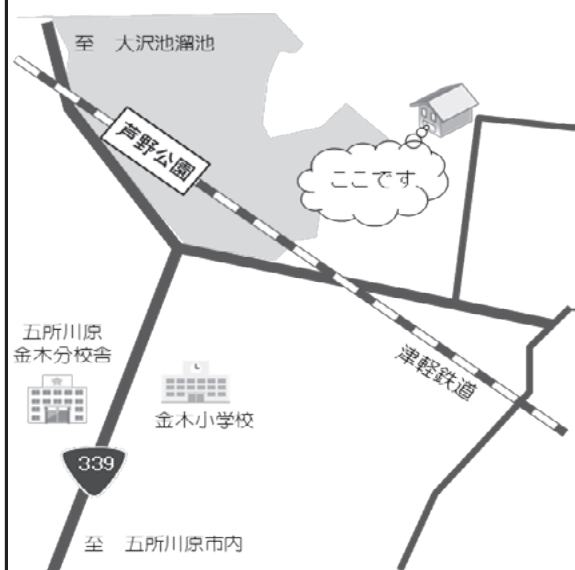 至　大沢池溜池
芦野公園
ここです
五所川原
金木分校舎
津軽鉄道
金木小学校
339
至　五所川原市内